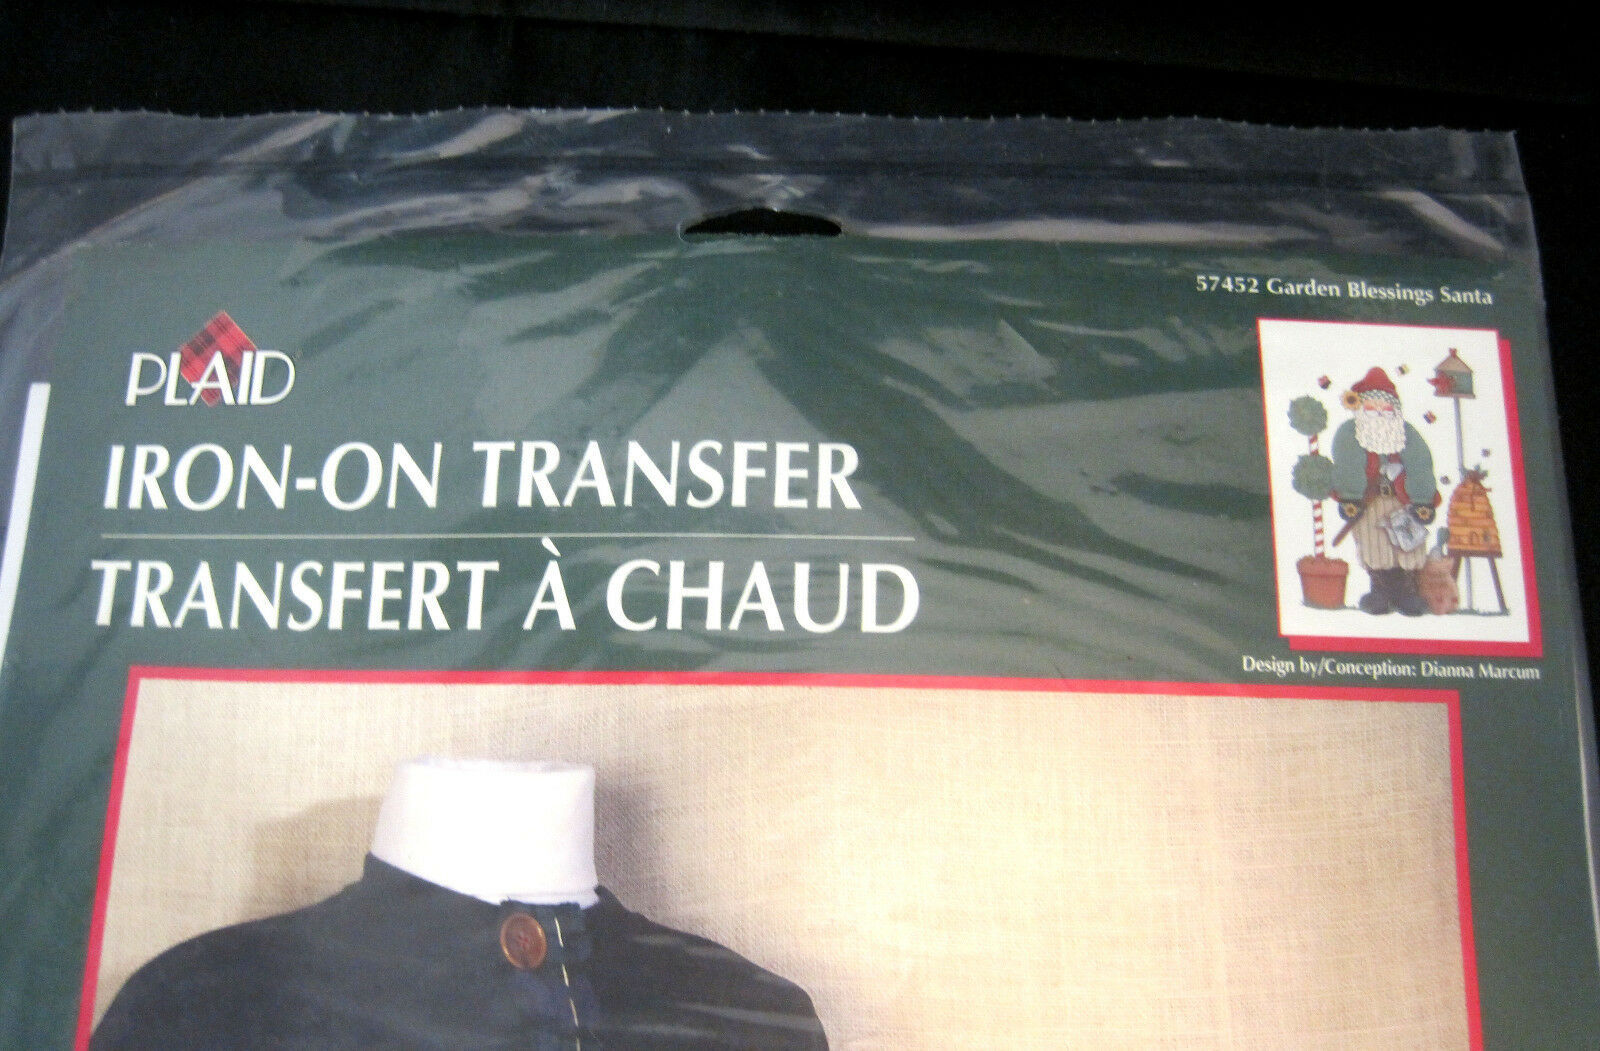 57452 Garden Blessings Santa
PLAID
IRON-ON TRANSFER
TRANSFERT À CHAUD
Design by/Conception: Dianna Marcum